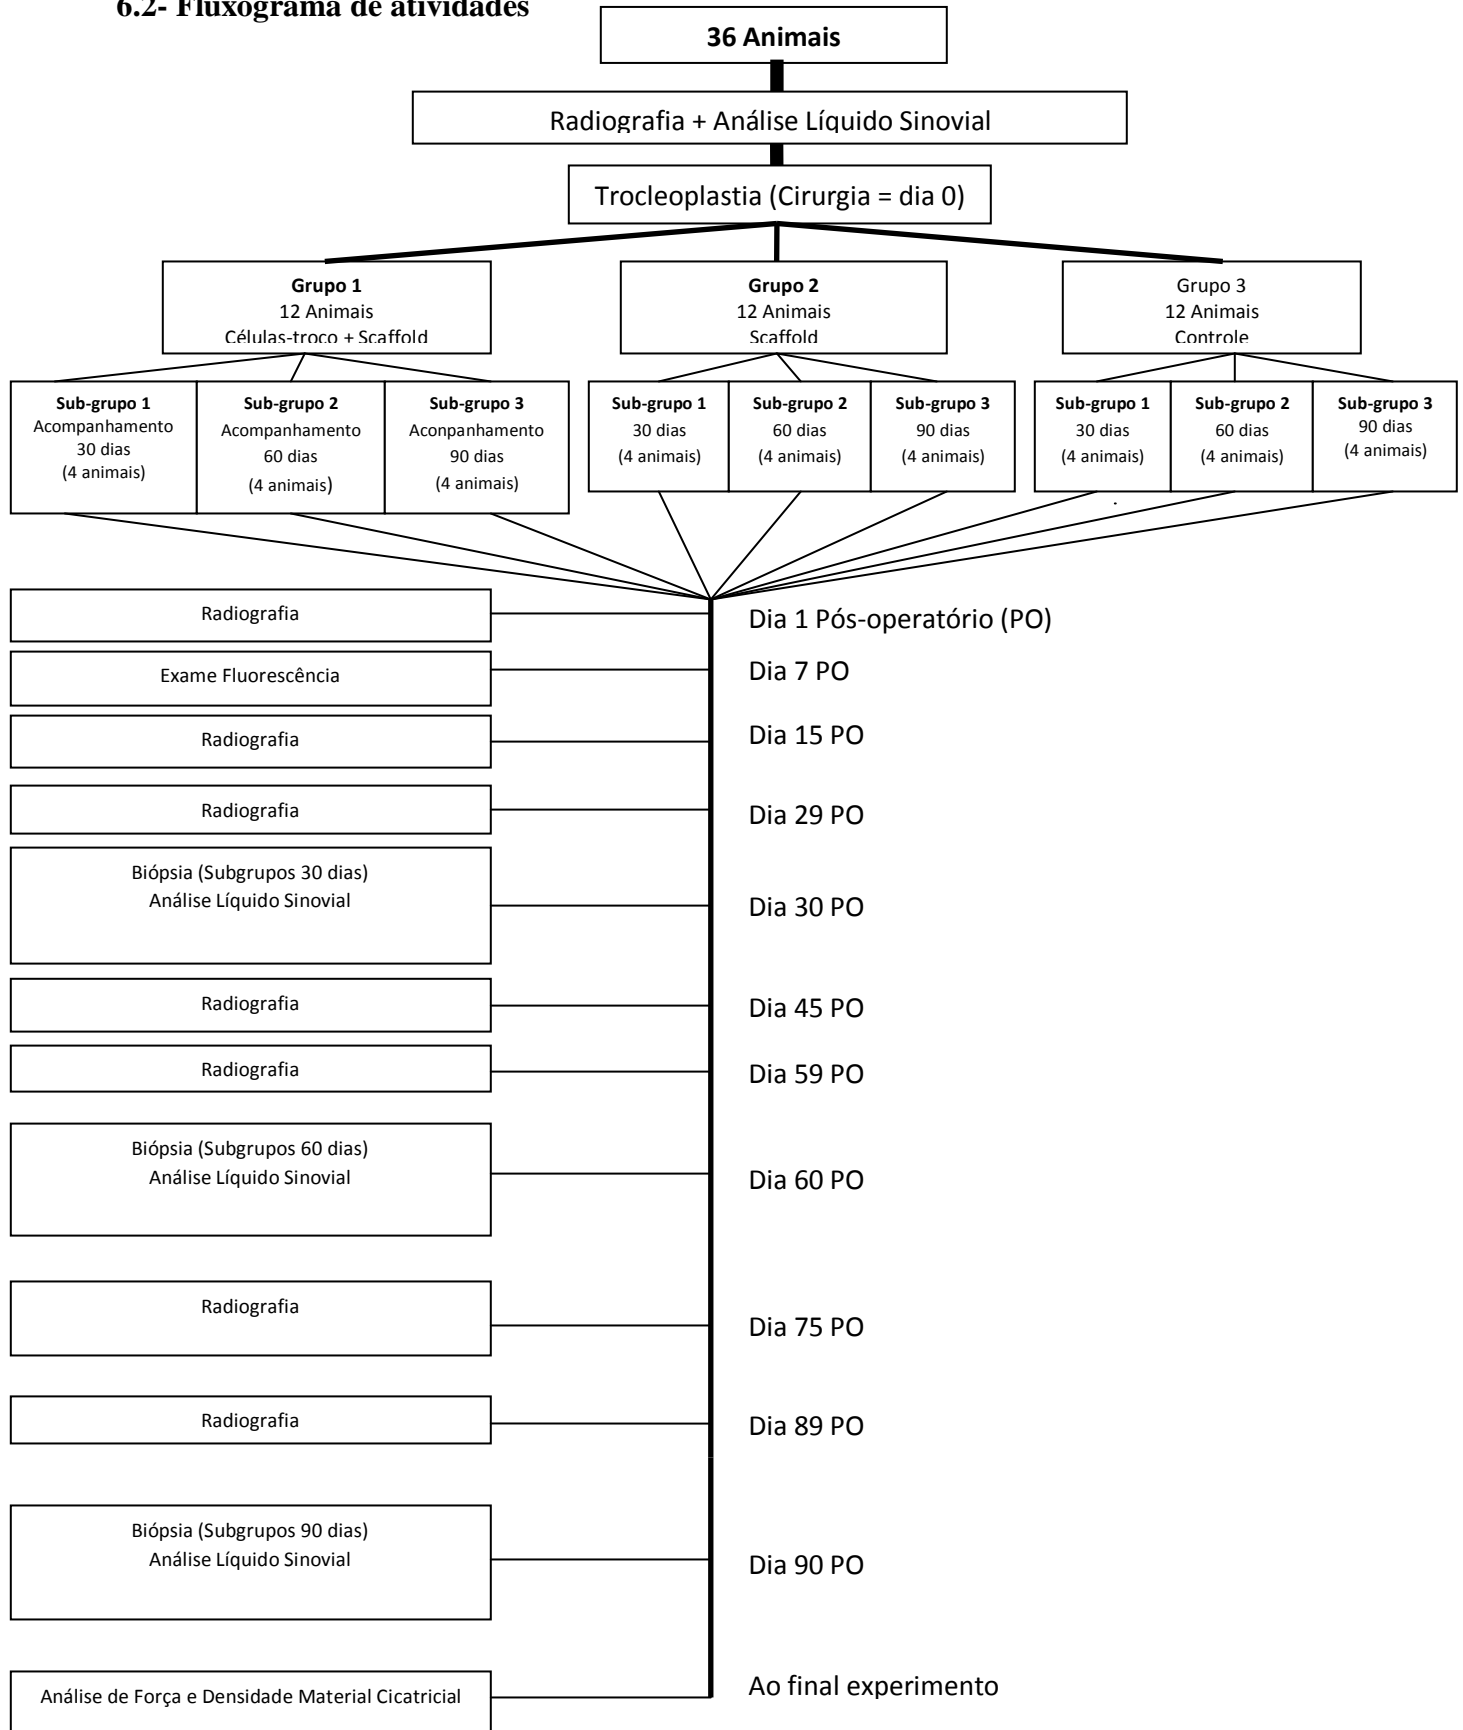 6.2- Fluxograma de atividades
36 Animais
Radiografia + Análise Líquido Sinovial
Trocleoplastia (Cirurgia = dia 0)
Grupo 1
12 Animais
Células-troco + Scaffold
Grupo 2
12 Animais
Scaffold
Grupo 3
12 Animais
Controle
Sub-grupo 1
Acompanhamento
30 dias
(4 animais)
Sub-grupo 2
Acompanhamento
60 dias
(4 animais)
Sub-grupo 3
Aconpanhamento
90 dias
(4 animais)
Sub-grupo 1
30 dias
(4 animais)
Sub-grupo 2
60 dias
(4 animais)
Sub-grupo 3
90 dias
(4 animais)
Sub-grupo 1
30 dias
(4 animais)
.
Sub-grupo 2
60 dias
(4 animais)
Sub-grupo 3
90 dias
(4 animais)
Radiografia
Dia 1 Pós-operatório (PO)
Exame Fluorescência
Dia 7 PO
Radiografia
Dia 15 PO
Radiografia
Dia 29 PO
Biópsia (Subgrupos 30 dias)
Análise Líquido Sinovial
Dia 30 PO
Radiografia
Dia 45 PO
Radiografia
Dia 59 PO
Biópsia (Subgrupos 60 dias)
Análise Líquido Sinovial
Dia 60 PO
Radiografia
Dia 75 PO
Radiografia
Dia 89 PO
Biópsia (Subgrupos 90 dias)
Análise Líquido Sinovial
Dia 90 PO
Análise de Força e Densidade Material Cicatricial
Ao final experimento